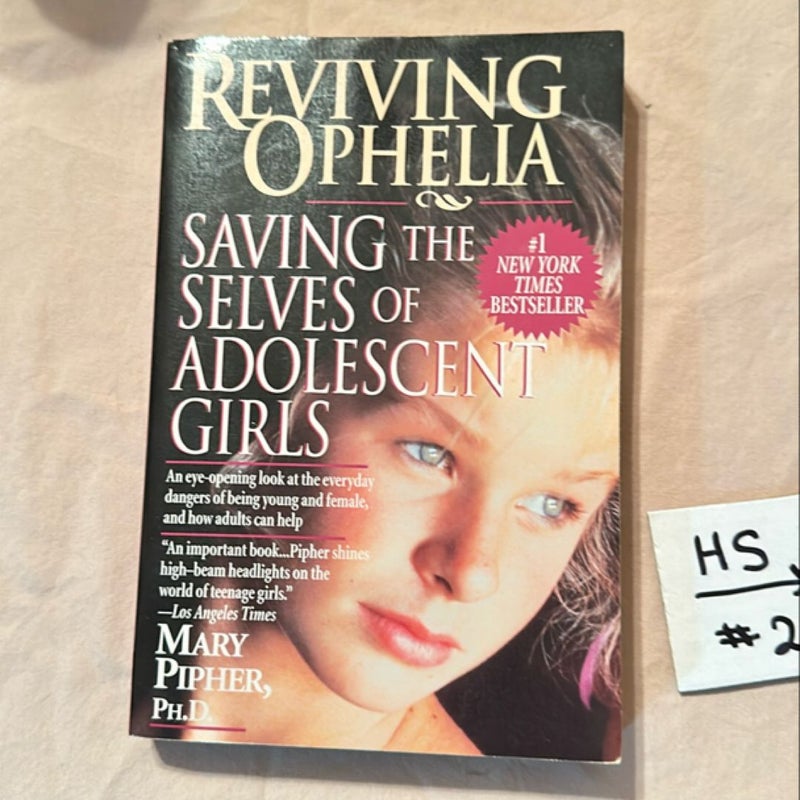 REVIVING
OPHELIA
SAVING THE
SELVES OF
ADOLESCENT
GIRLS
#1
NEW YORK
TIMES
BESTSELLER
An eye-opening look at the everyday
dangers of being young and female,
and how adults can help
“An important book...Pipher shines
high-beam headlights on the
world of teenage girls.”
—Los Angeles Times
MARY
PIPHER,
PH.D.
HS
#2